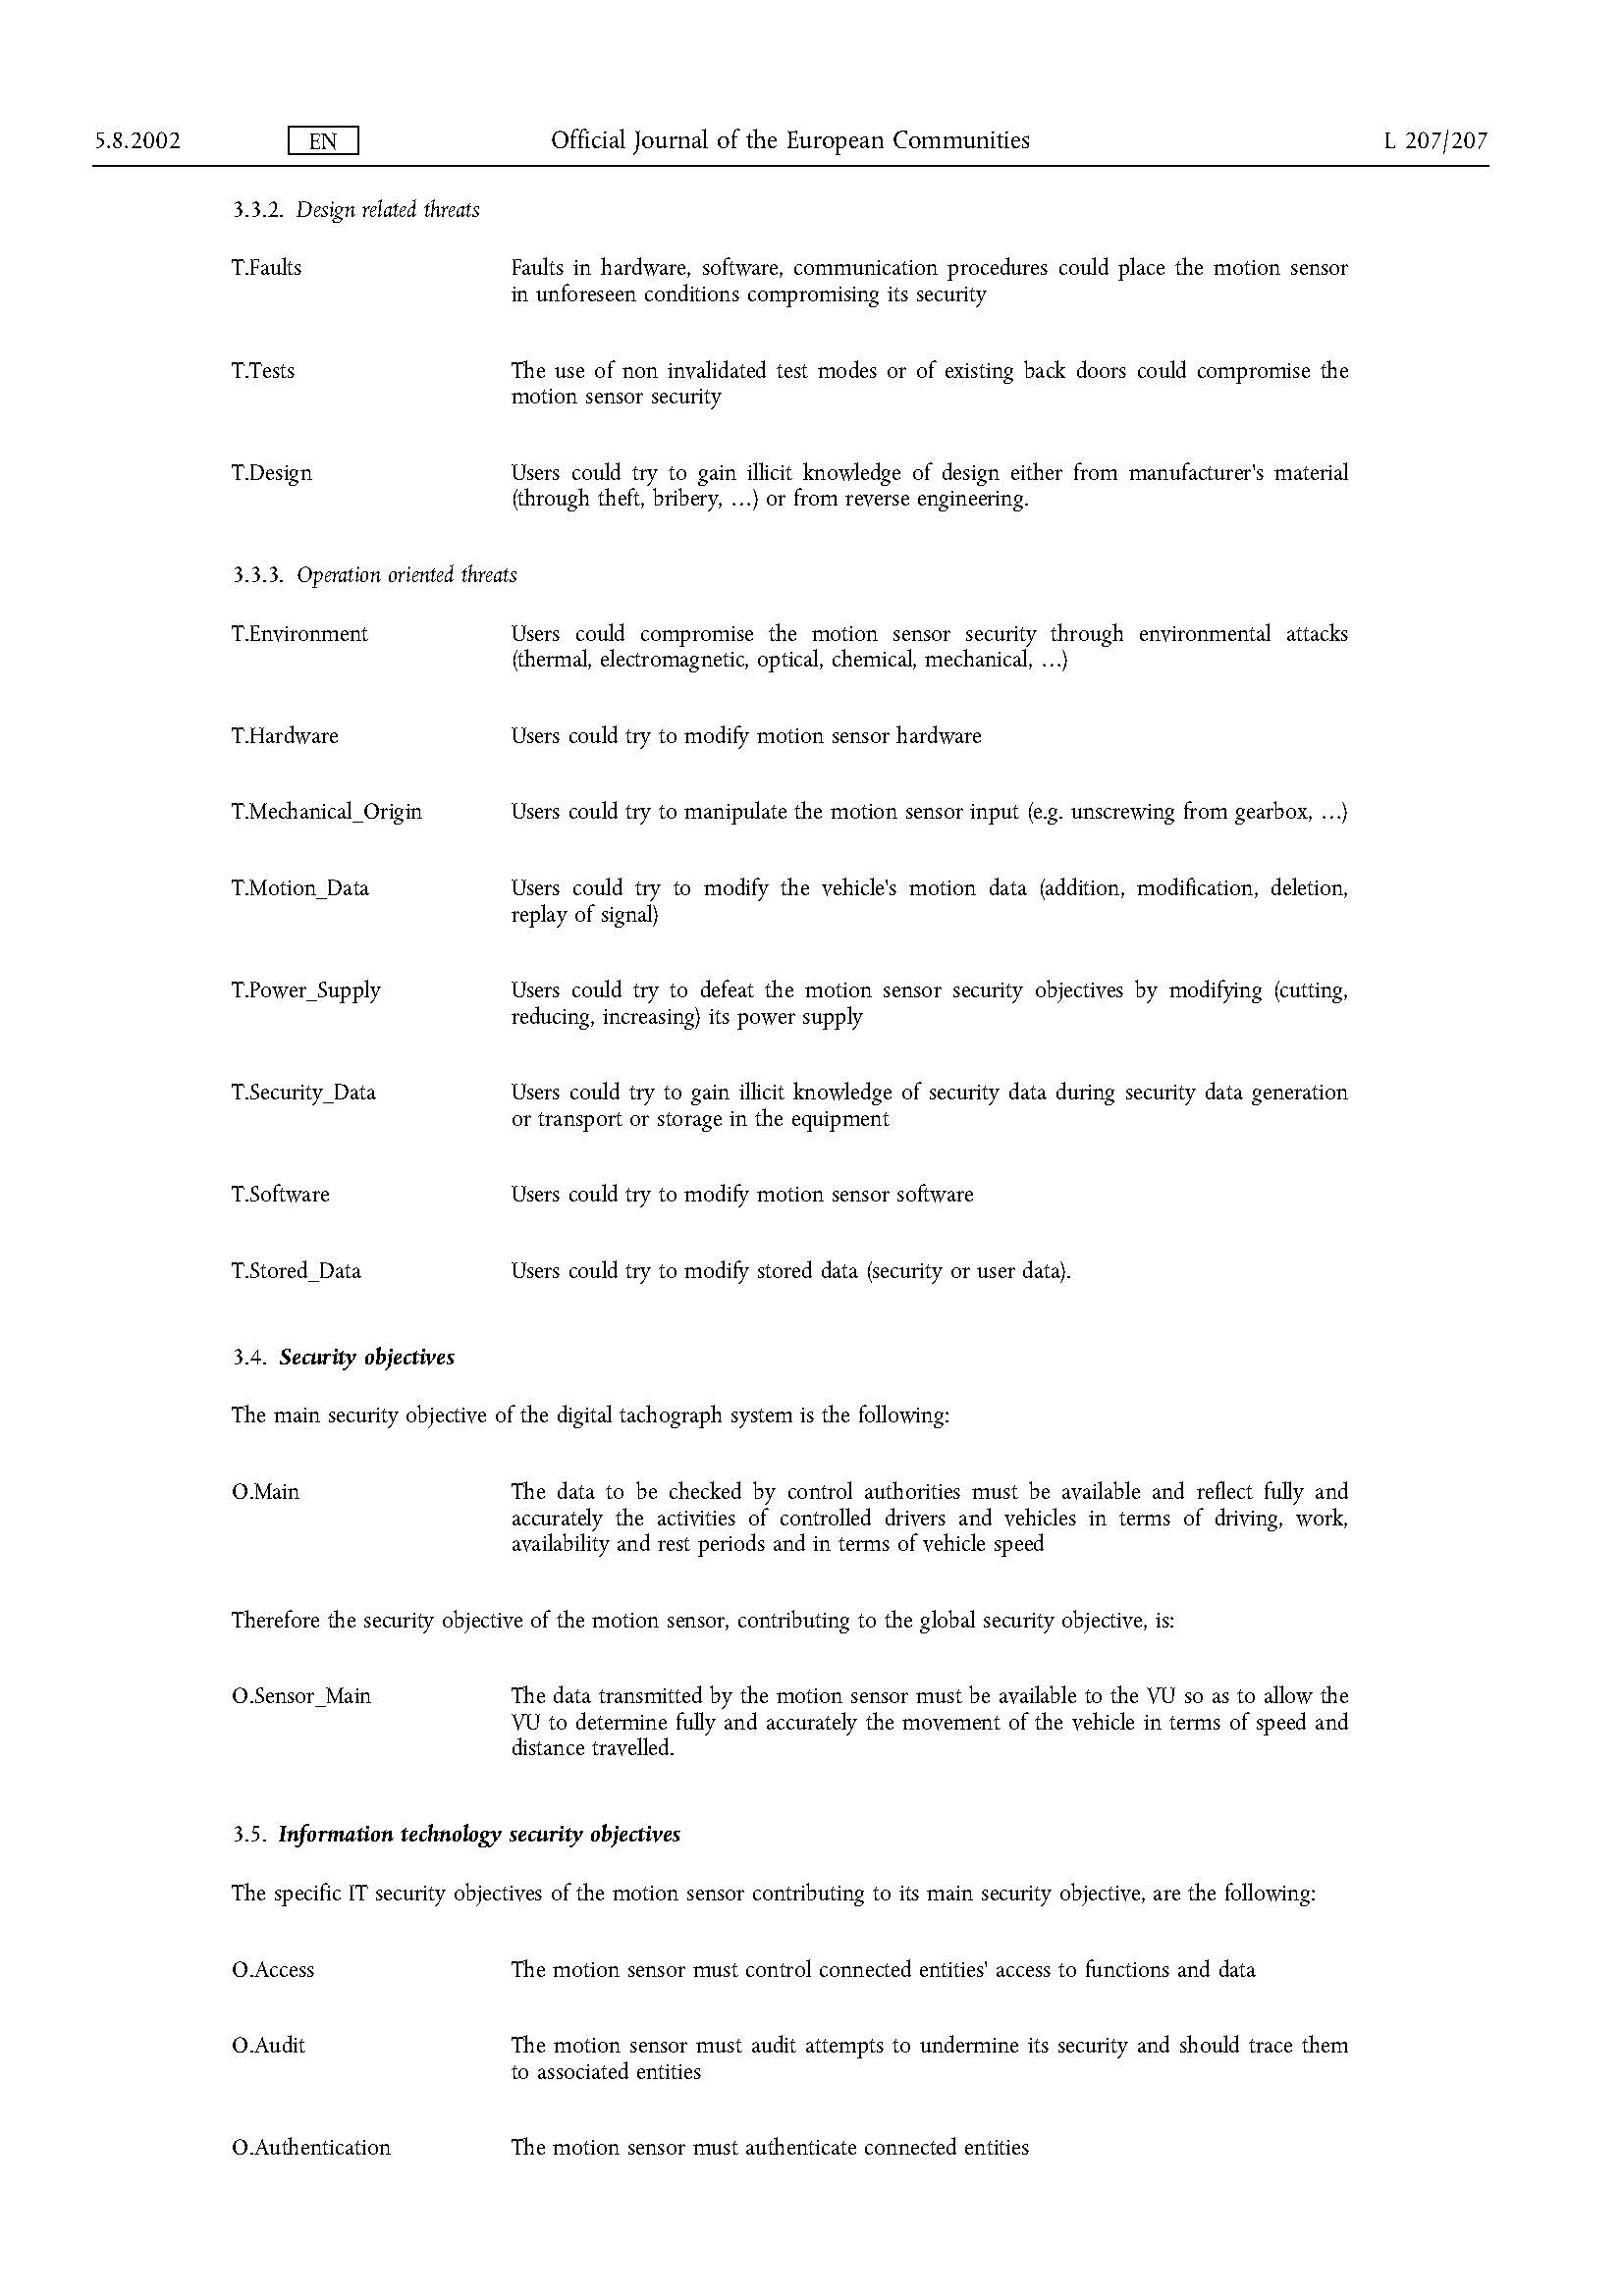 5.8.2002 EN Official Journal of the European Communities L 207/207
3.3.2. Design related threats
T.Faults Faults in hardware, software, communication procedures could place the motion sensor
in unforeseen conditions compromising its security
T.Tests The use of non invalidated test modes or of existing back doors could compromise the
motion sensor security
T.Design Users could try to gain illicit knowledge of design either from manufacturer's material
(through theft, bribery, …) or from reverse engineering.
3.3.3. Operation oriented threats
T.Environment Users could compromise the motion sensor security through environmental attacks
(thermal, electromagnetic, optical, chemical, mechanical, …)
T.Hardware Users could try to modify motion sensor hardware
T.Mechanical_Origin Users could try to manipulate the motion sensor input (e.g. unscrewing from gearbox, …)
T.Motion_Data Users could try to modify the vehicle's motion data (addition, modification, deletion,
replay of signal)
T.Power_Supply Users could try to defeat the motion sensor security objectives by modifying (cutting,
reducing, increasing) its power supply
T.Security_Data Users could try to gain illicit knowledge of security data during security data generation
or transport or storage in the equipment
T.Software Users could try to modify motion sensor software
T.Stored_Data Users could try to modify stored data (security or user data).
3.4. Security objectives
The main security objective of the digital tachograph system is the following:
O.Main The data to be checked by control authorities must be available and reflect fully and
accurately the activities of controlled drivers and vehicles in terms of driving, work,
availability and rest periods and in terms of vehicle speed
Therefore the security objective of the motion sensor, contributing to the global security objective, is:
O.Sensor_Main The data transmitted by the motion sensor must be available to the VU so as to allow the
VU to determine fully and accurately the movement of the vehicle in terms of speed and
distance travelled.
3.5. Information technology security objectives
The specific IT security objectives of the motion sensor contributing to its main security objective, are the following:
O.Access The motion sensor must control connected entities' access to functions and data
O.Audit The motion sensor must audit attempts to undermine its security and should trace them
to associated entities
O.Authentication The motion sensor must authenticate connected entities